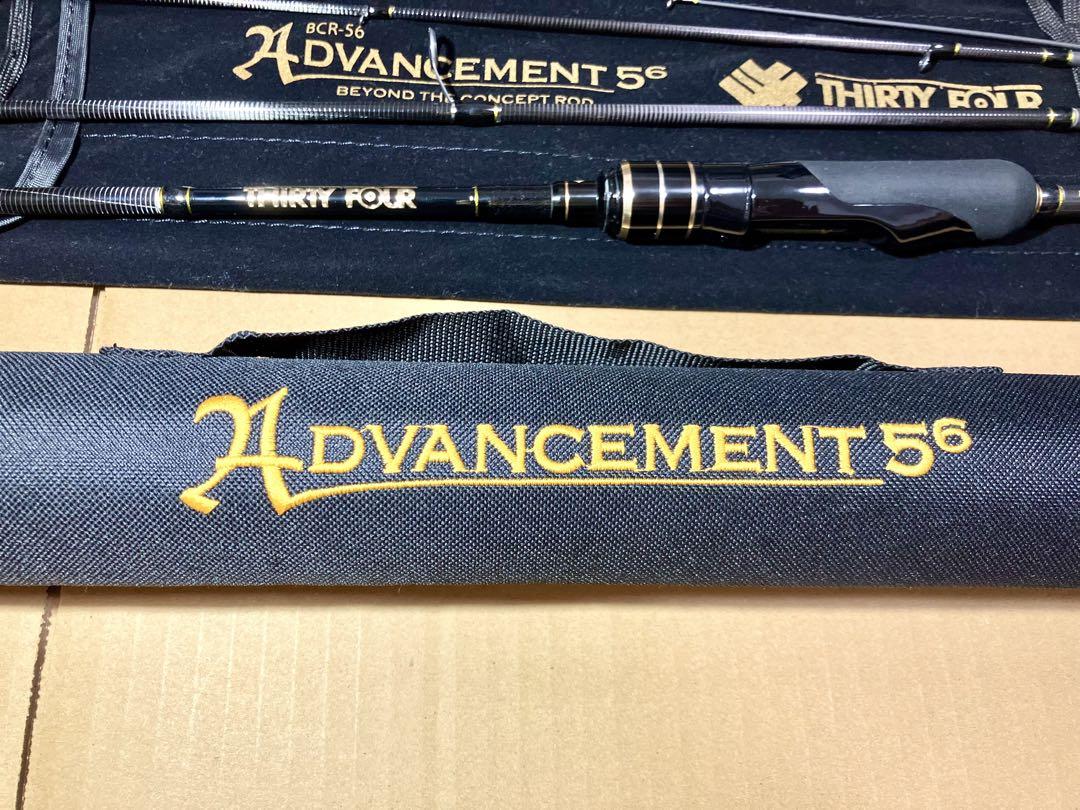 BCR-56
ADVANCEMENT 56
BEYOND THE CONCEPT ROD
THIRTY FOUR
THIRTY FOUR
ADVANCEMENT 56